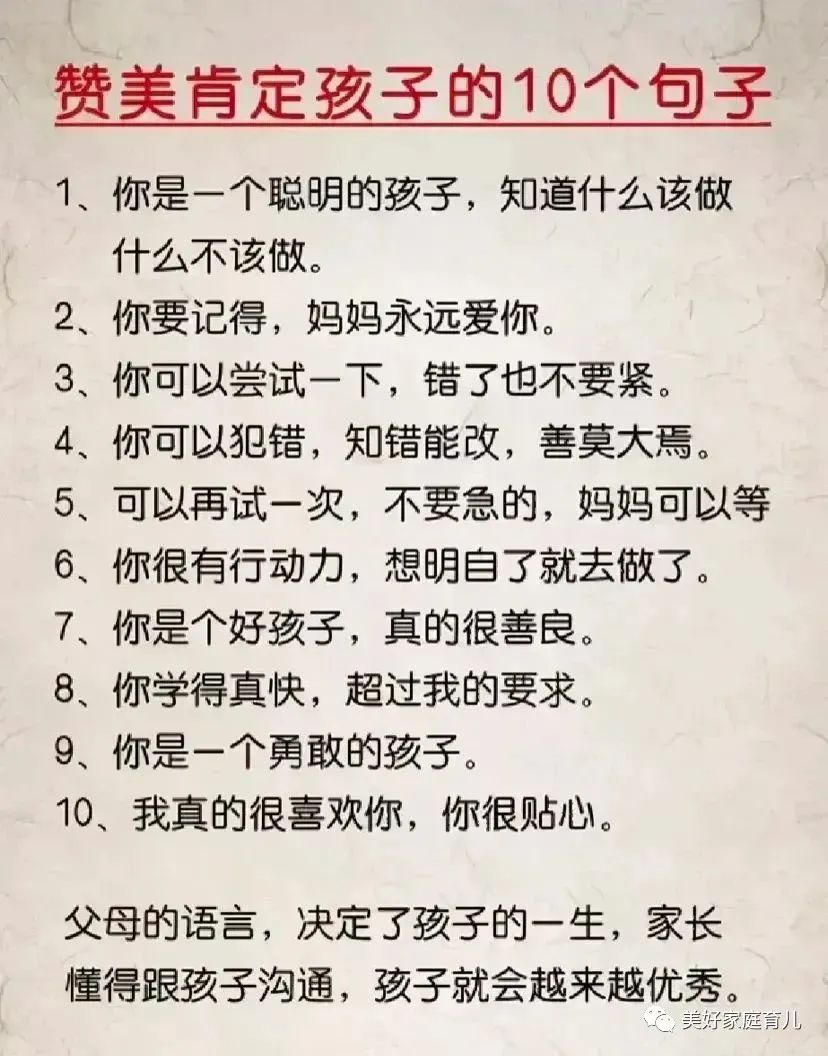 赞美肯定孩子的10个句子
1、你是一个聪明的孩子，知道什么该做
什么不该做。
2、你要记得，妈妈永远爱你。
3、你可以尝试一下，错了也不要紧。
4、你可以犯错，知错能改，善莫大焉。
5、可以再试一次，不要急的，妈妈可以等
6、你很有行动力，想明自了就去做了。
7、你是个好孩子，真的很善良。
8、你学得真快，超过我的要求。
9、你是一个勇敢的孩子。
10、我真的很喜欢你，你很贴心。
父母的语言，决定了孩子的一生，家长
懂得跟孩子沟通，孩子就会越来越优秀。
美好家庭育儿